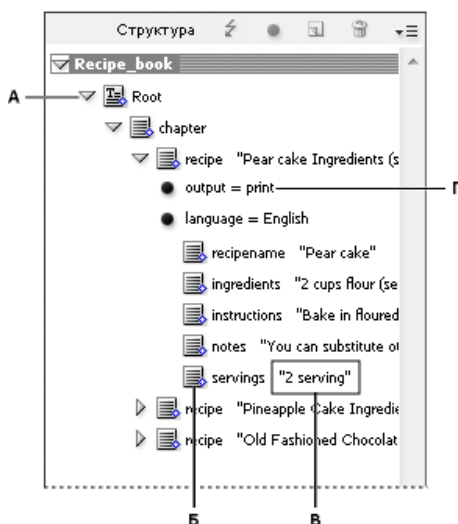 Структура
Recipe_book
А
Root
chapter
recipe "Pear cake Ingredients (s
output = print
Г
language = English
recipename "Pear cake"
ingredients "2 cups flour (se
instructions "Bake in floured
notes "You can substitute ot
servings "2 serving"
recipe "Pineapple Cake Ingredie
recipe "Old Fashioned Chocolat
Б
В